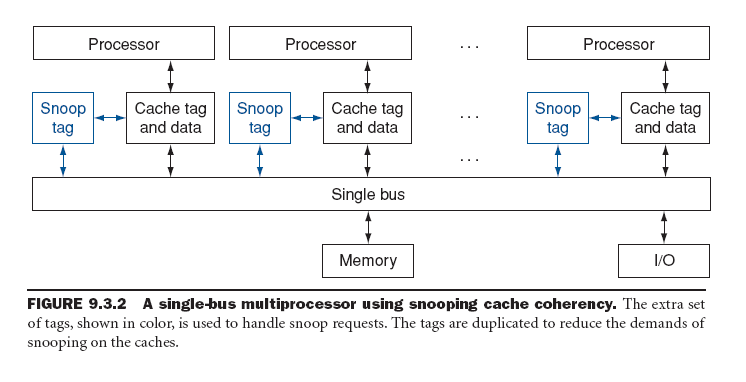 Processor Processor ... Processor
Snoop tag Cache tag and data Snoop tag Cache tag and data ... Snoop tag Cache tag and data
...
Single bus
Memory I/O
FIGURE 9.3.2 A single-bus multiprocessor using snooping cache coherency. The extra set
of tags, shown in color, is used to handle snoop requests. The tags are duplicated to reduce the demands of
snooping on the caches.